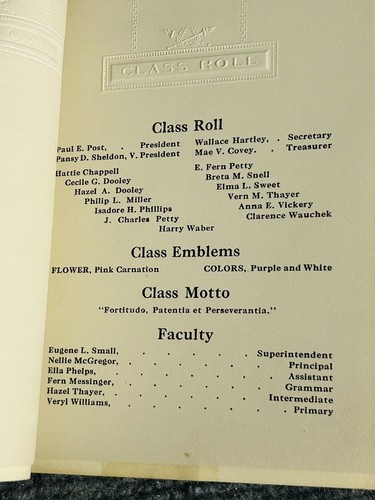 CLASS ROLL
Class Roll
Paul E. Post, . President Wallace Hartley, . Secretary
Pansy D. Sheldon, V. President Mae V. Covey. . Treasurer
Hattie Chappell E. Fern Petty
Cecile G. Dooley Breta M. Snell
Hazel A. Dooley Elma L. Sweet
Philip L. Miller Vern M. Thayer
Isadore H. Phillips Anna E. Vickery
J. Charles Petty Clarence Wauchek
Harry Waber
Class Emblems
FLOWER, Pink Carnation COLORS, Purple and White
Class Motto
"Fortitudo, Patentia et Perseverantia."
Faculty
Eugene L. Small, . . . . . Superintendent
Nellie McGregor, . . . . . . Principal
Ella Phelps, . . . . . . Assistant
Fern Messinger, . . . . . . Grammar
Hazel Thayer, . . . . . Intermediate
Veryl Williams, . . . . . . Primary